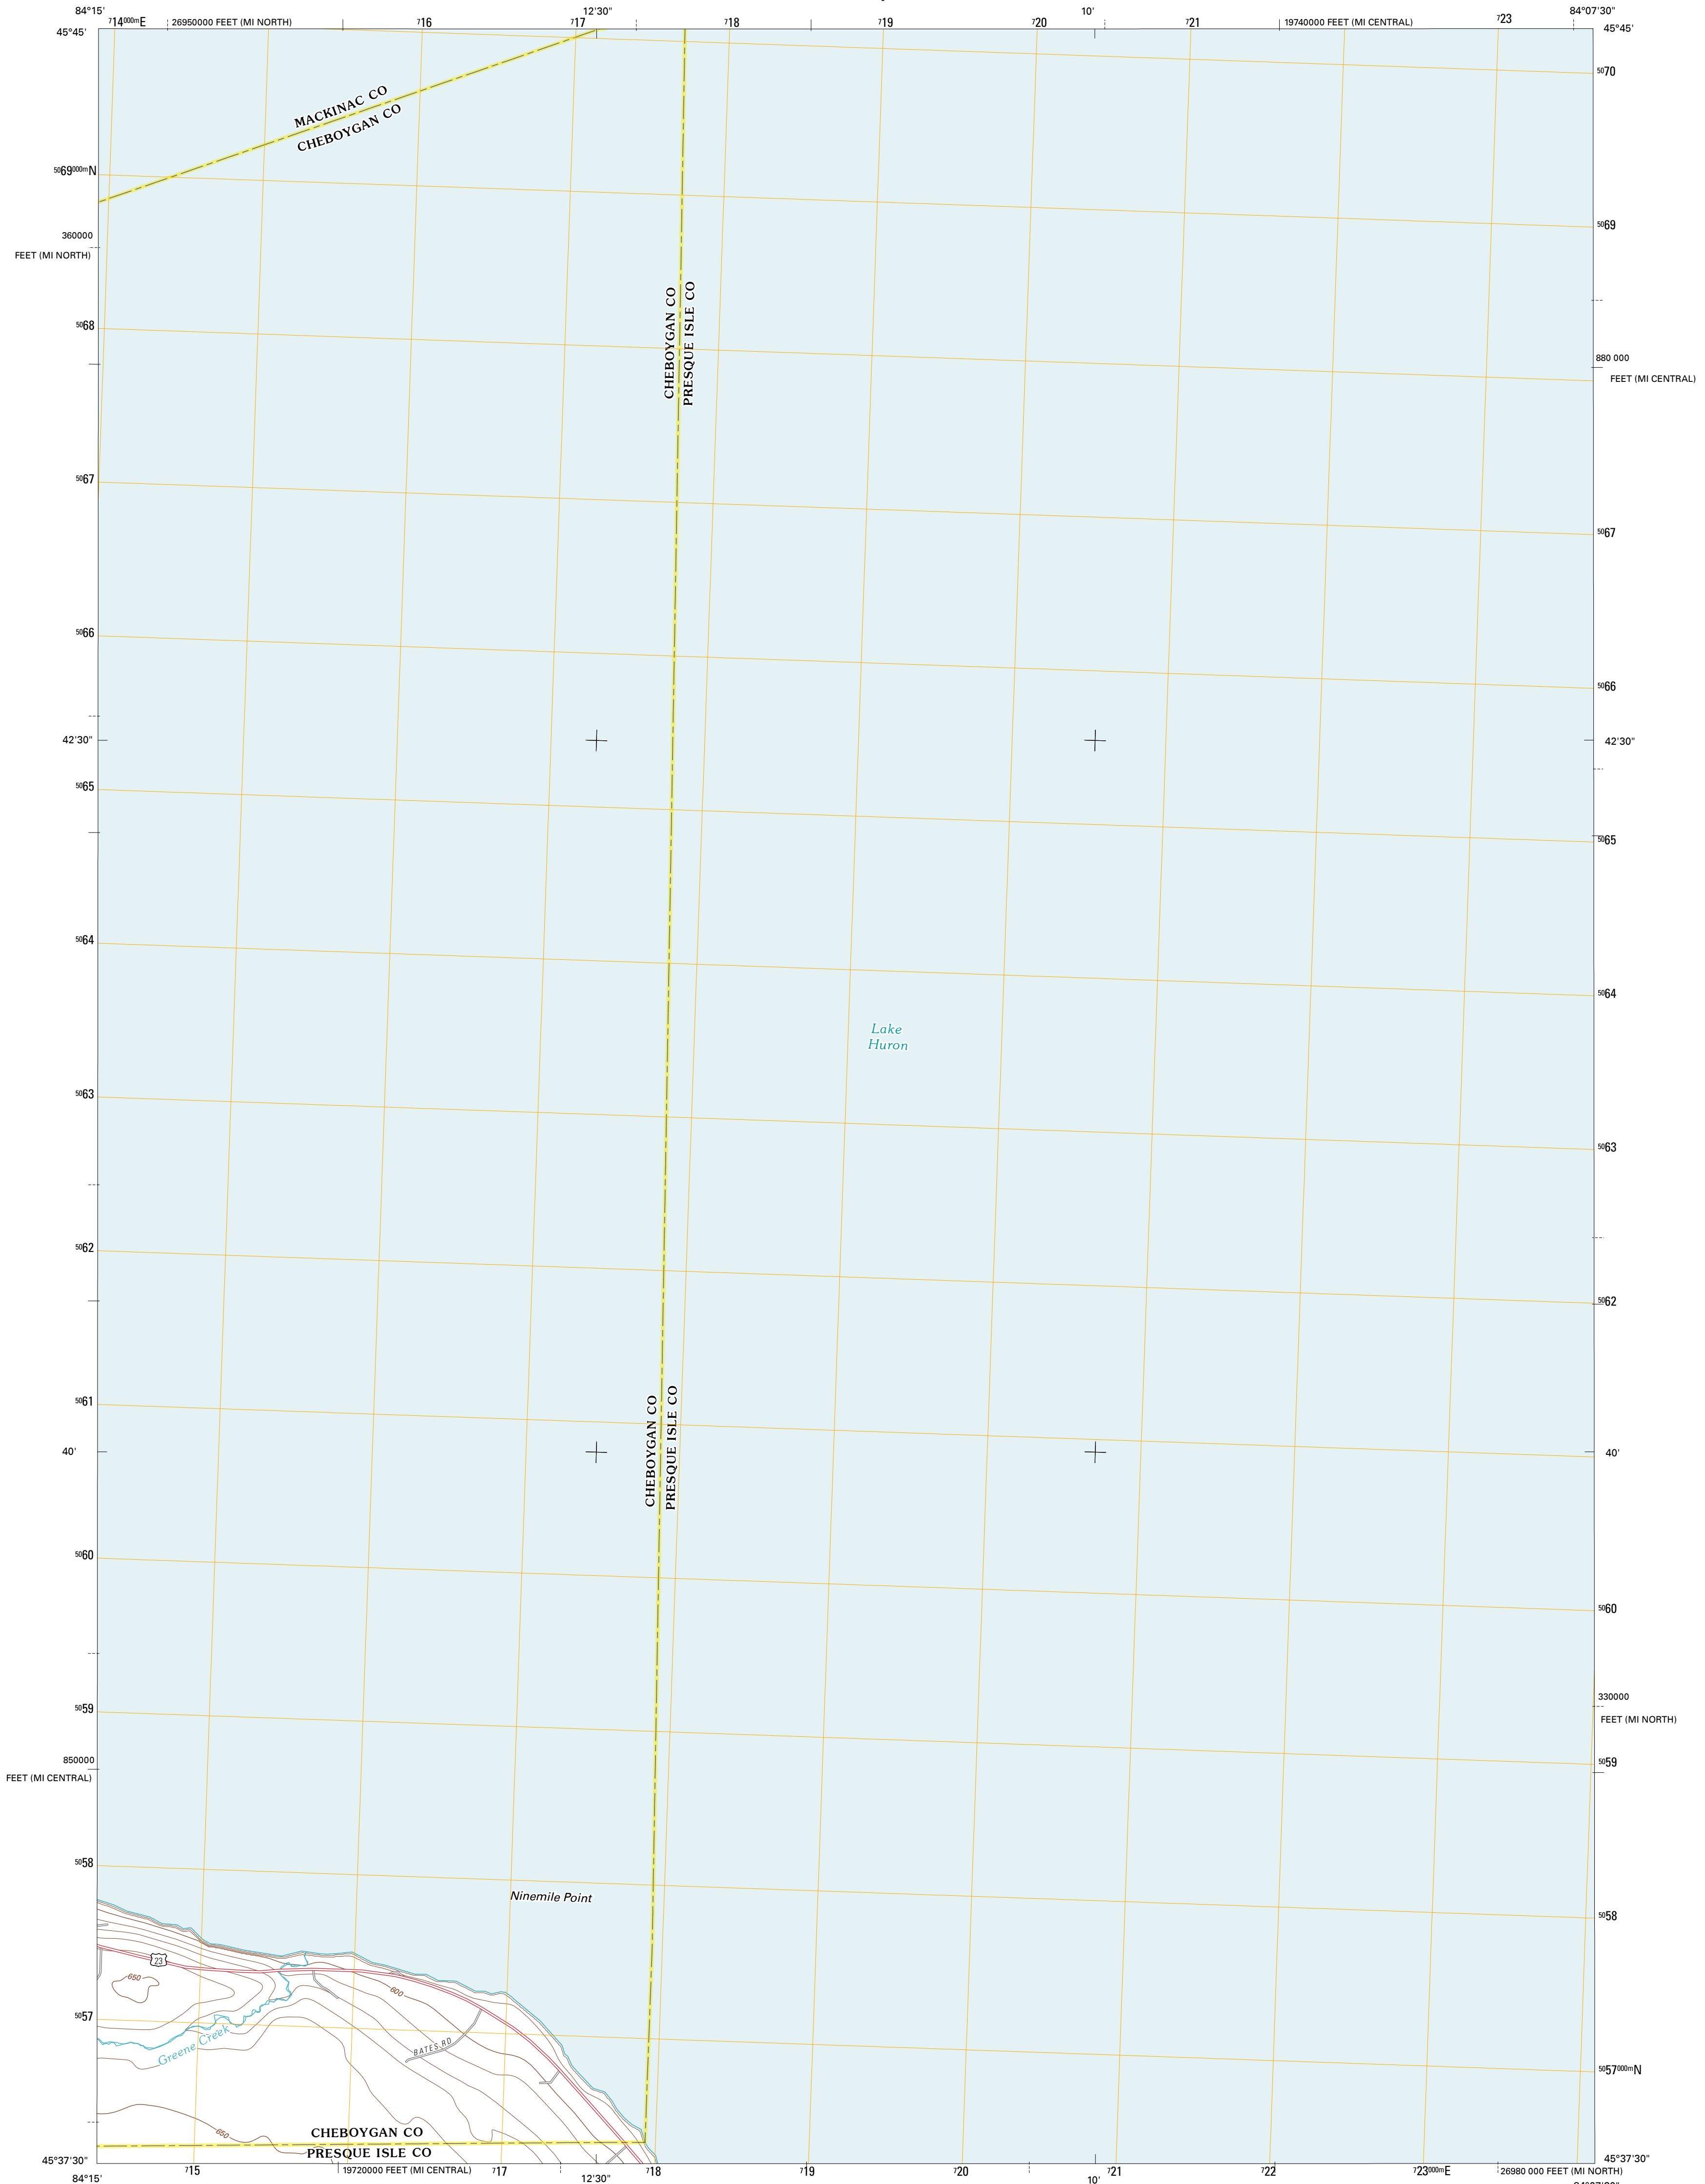 84°15'
12'30"
10'
84°07'30"
714000mE
26950000 FEET (MI NORTH)
716
717
718
720
721
19740000 FEET (MI CENTRAL)
723
45°45'
45°45'
5070
MACKINAC CO
CHEBOYGAN CO
5069000mN
5069
360000
FEET (MI NORTH)
CHEBOYGAN CO
PRESQUE ISLE CO
5068
880 000
FEET (MI CENTRAL)
5067
5067
5066
5066
42'30"
42'30"
5065
5065
5064
5064
Lake
Huron
5063
5063
5062
5062
5061
CHEBOYGAN CO
PRESQUE ISLE CO
40'
40'
5060
5060
330000
FEET (MI NORTH)
5059
5059
850000
FEET (MI CENTRAL)
5058
Ninemile Point
5058
23
650
600
5057
Greene Creek
BATES RD
5057000mN
650
CHEBOYGAN CO
PRESQUE ISLE CO
45°37'30"
45°37'30"
84°15'
715
19720000 FEET (MI CENTRAL)
717
12'30"
718
719
720
10'
721
722
723000mE
26980 000 FEET (MI NORTH)